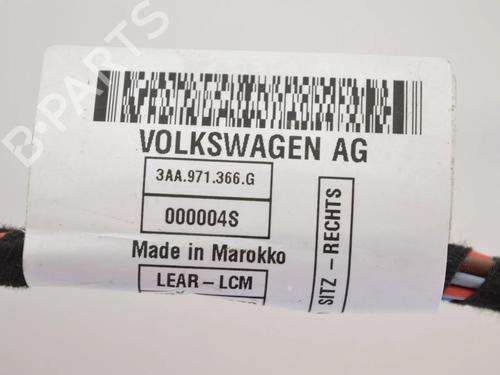 B-PARTS
VOLKSWAGEN AG
3AA.971.366.G
000004S
Made in Marokko
LEAR-LCM
SITZ - RECHTS